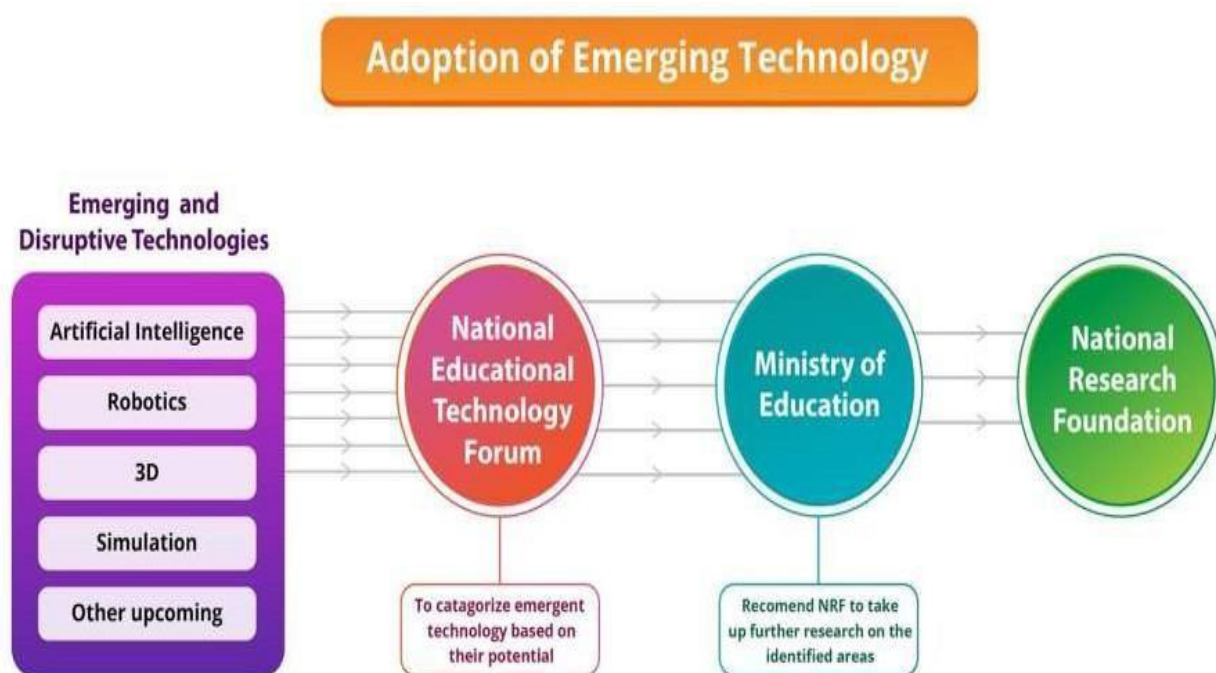 Adoption of Emerging Technology
Emerging and
Disruptive Technologies
Artificial Intelligence
Robotics
3D
Simulation
Other upcoming
National
Educational
Technology
Forum
To catagorize emergent
technology based on
their potential
Ministry of
Education
Recomend NRF to take
up further research on the
identified areas
National
Research
Foundation